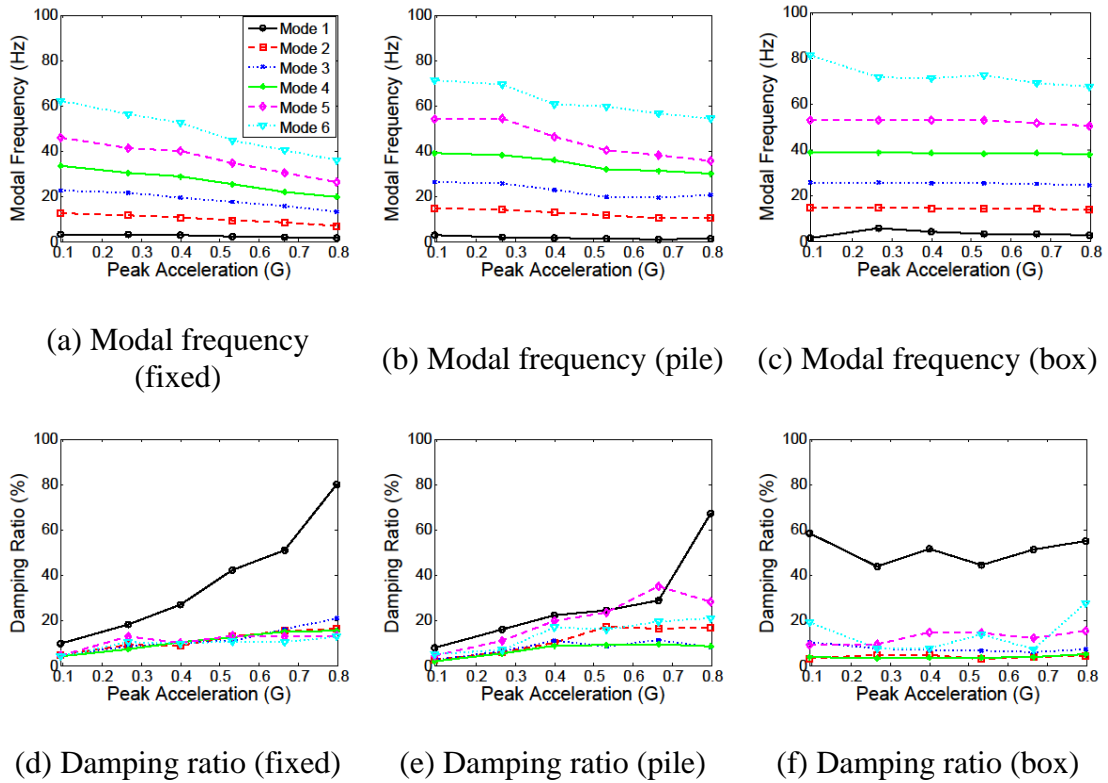 100
80
60
40
20
0
Modal Frequency (Hz)
0.1 0.2 0.3 0.4 0.5 0.6 0.7 0.8
Peak Acceleration (G)
Mode 1
Mode 2
Mode 3
Mode 4
Mode 5
Mode 6
(a) Modal frequency
(fixed)
100
80
60
40
20
0
Modal Frequency (Hz)
0.1 0.2 0.3 0.4 0.5 0.6 0.7 0.8
Peak Acceleration (G)
(b) Modal frequency (pile)
100
80
60
40
20
0
Modal Frequency (Hz)
0.1 0.2 0.3 0.4 0.5 0.6 0.7 0.8
Peak Acceleration (G)
(c) Modal frequency (box)
100
80
60
40
20
0
Damping Ratio (%)
0.1 0.2 0.3 0.4 0.5 0.6 0.7 0.8
Peak Acceleration (G)
(d) Damping ratio (fixed)
100
80
60
40
20
0
Damping Ratio (%)
0.1 0.2 0.3 0.4 0.5 0.6 0.7 0.8
Peak Acceleration (G)
(e) Damping ratio (pile)
100
80
60
40
20
0
Damping Ratio (%)
0.1 0.2 0.3 0.4 0.5 0.6 0.7 0.8
Peak Acceleration (G)
(f) Damping ratio (box)